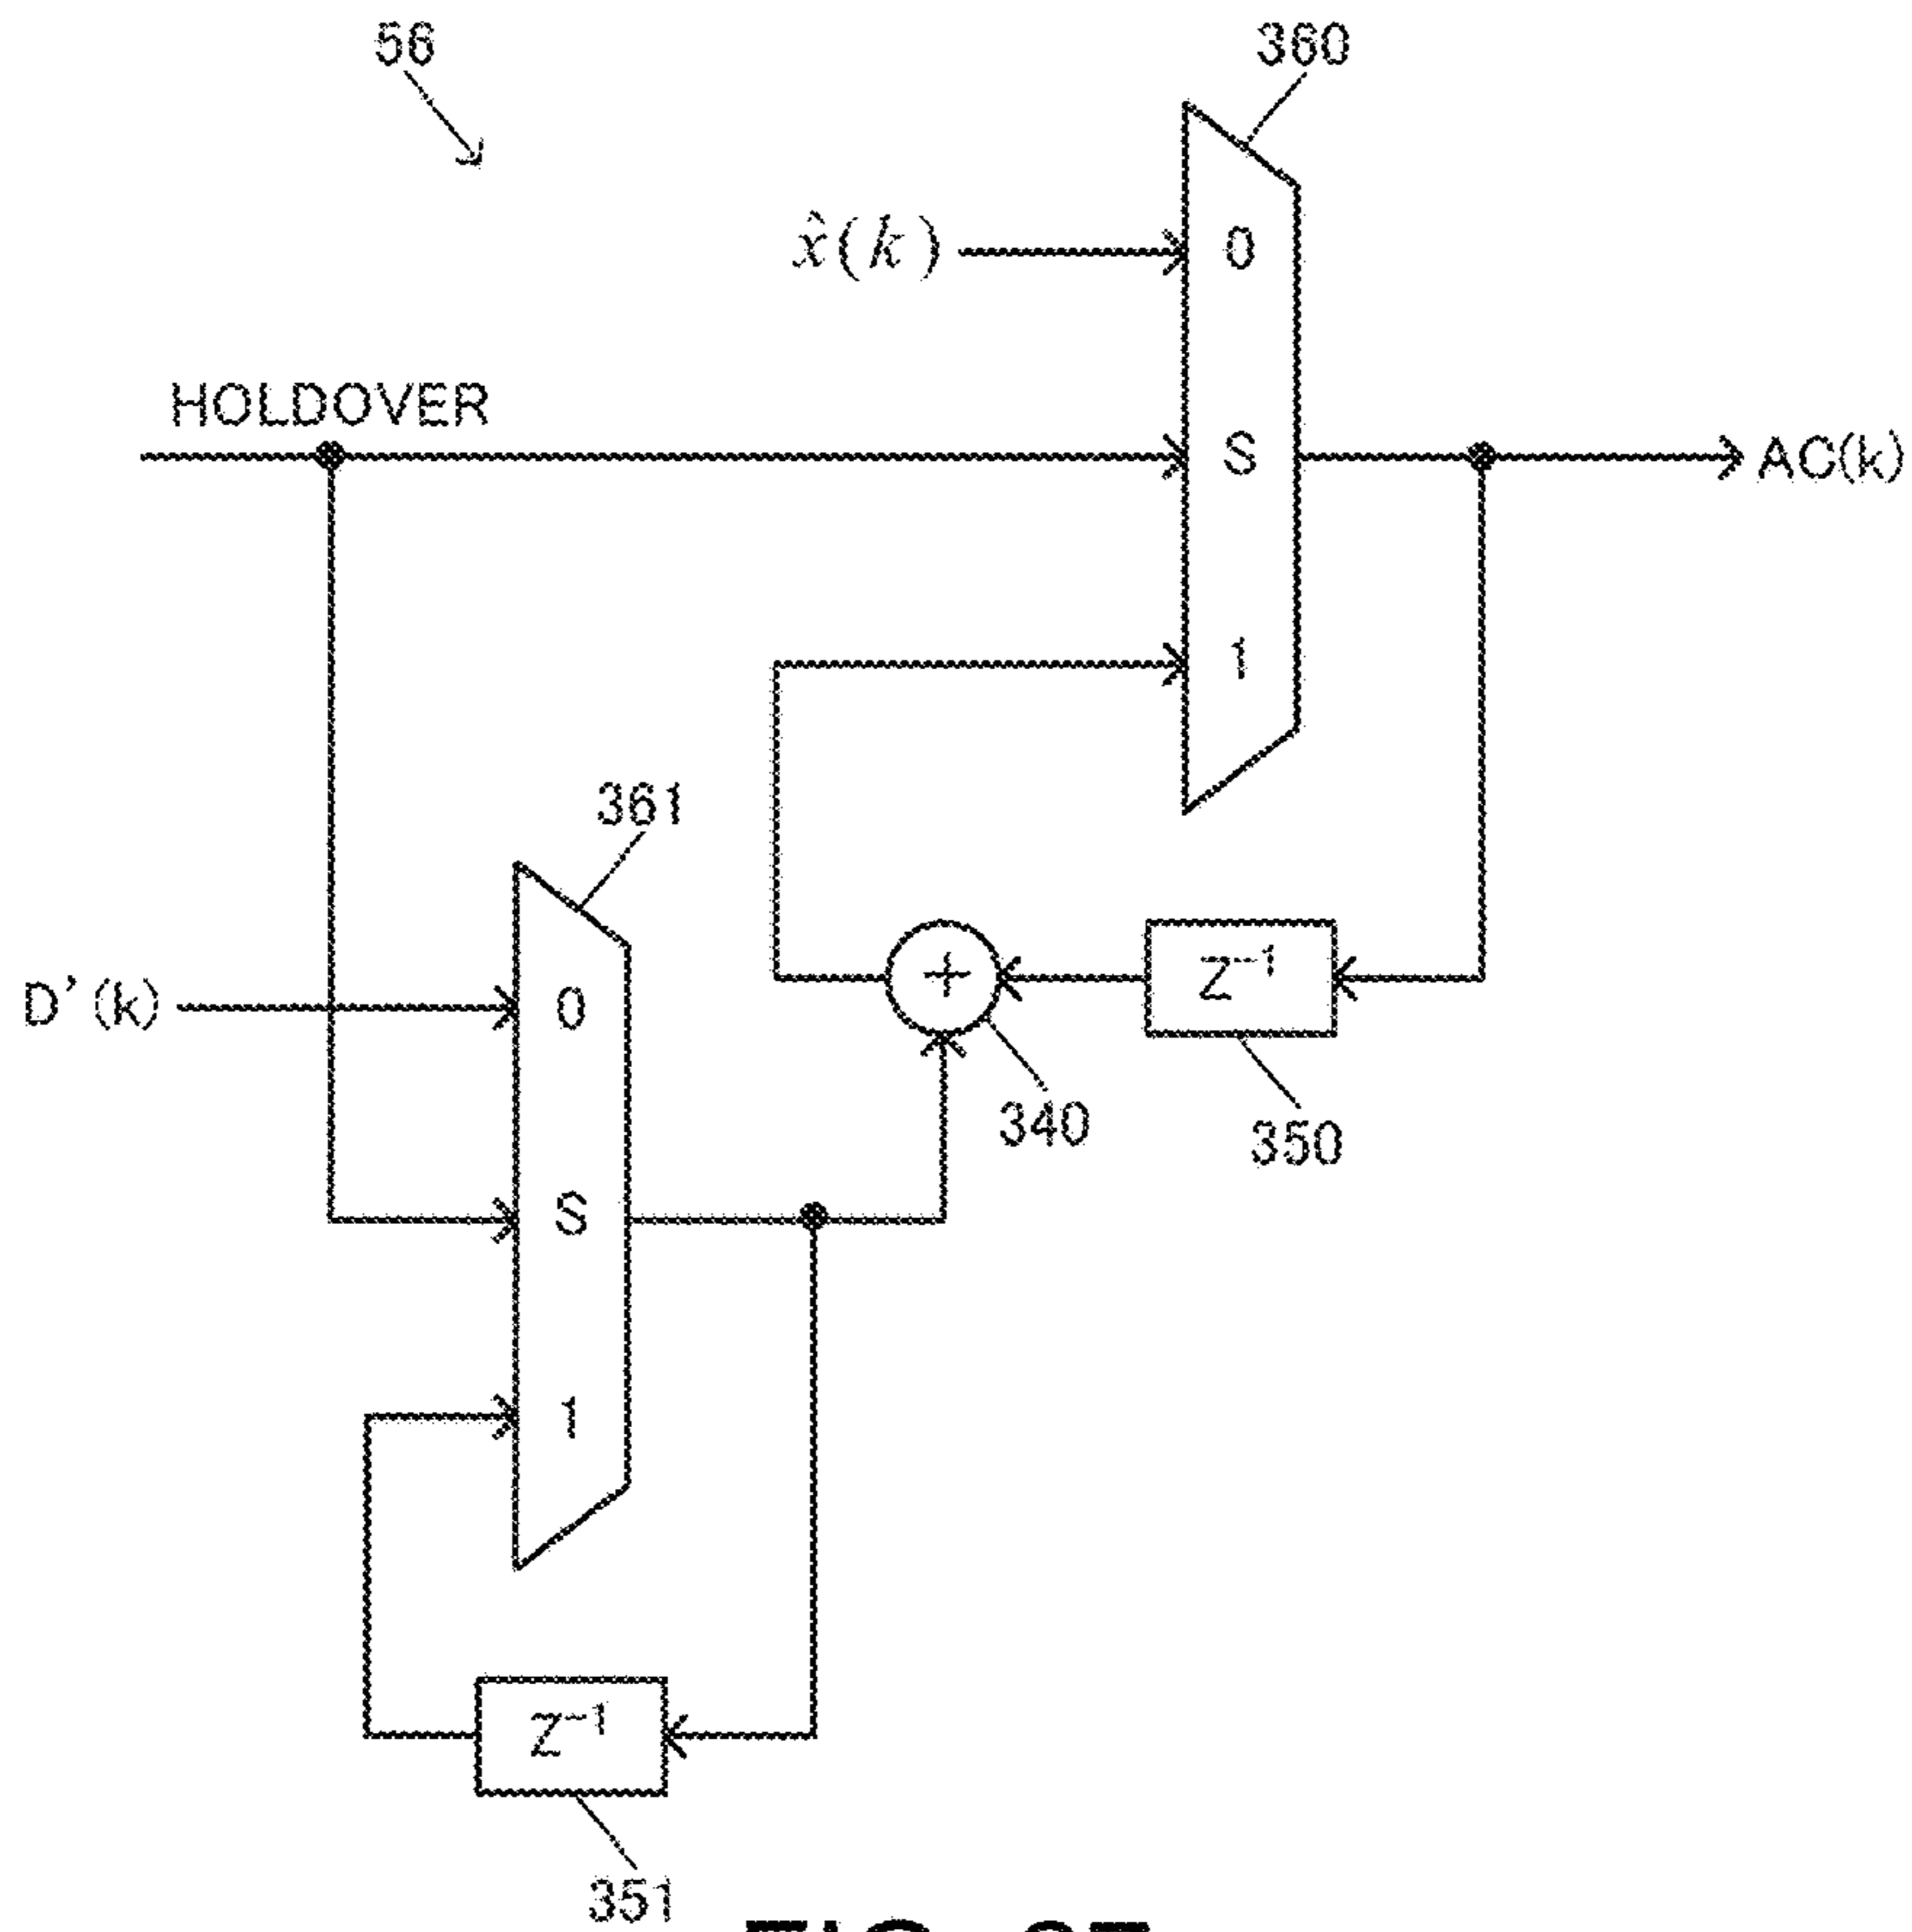 56
360
x̂(k)
0
HOLDOVER
S
AC(k)
1
361
D'(k)
0
+
Z⁻¹
340
350
S
1
Z⁻¹
351